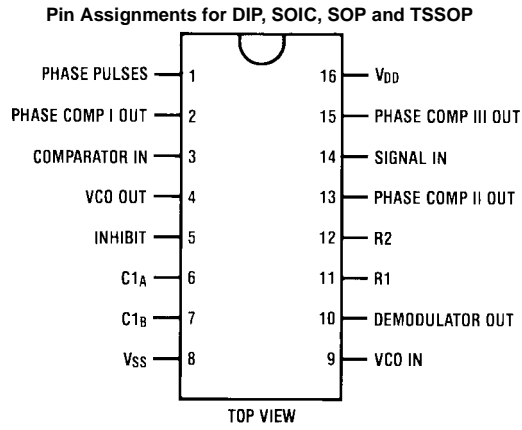 Pin Assignments for DIP, SOIC, SOP and TSSOP
PHASE PULSES 1 16 VDD
PHASE COMP I OUT 2 15 PHASE COMP III OUT
COMPARATOR IN 3 14 SIGNAL IN
VCO OUT 4 13 PHASE COMP II OUT
INHIBIT 5 12 R2
C1A 6 11 R1
C1B 7 10 DEMODULATOR OUT
VSS 8 9 VCO IN
TOP VIEW